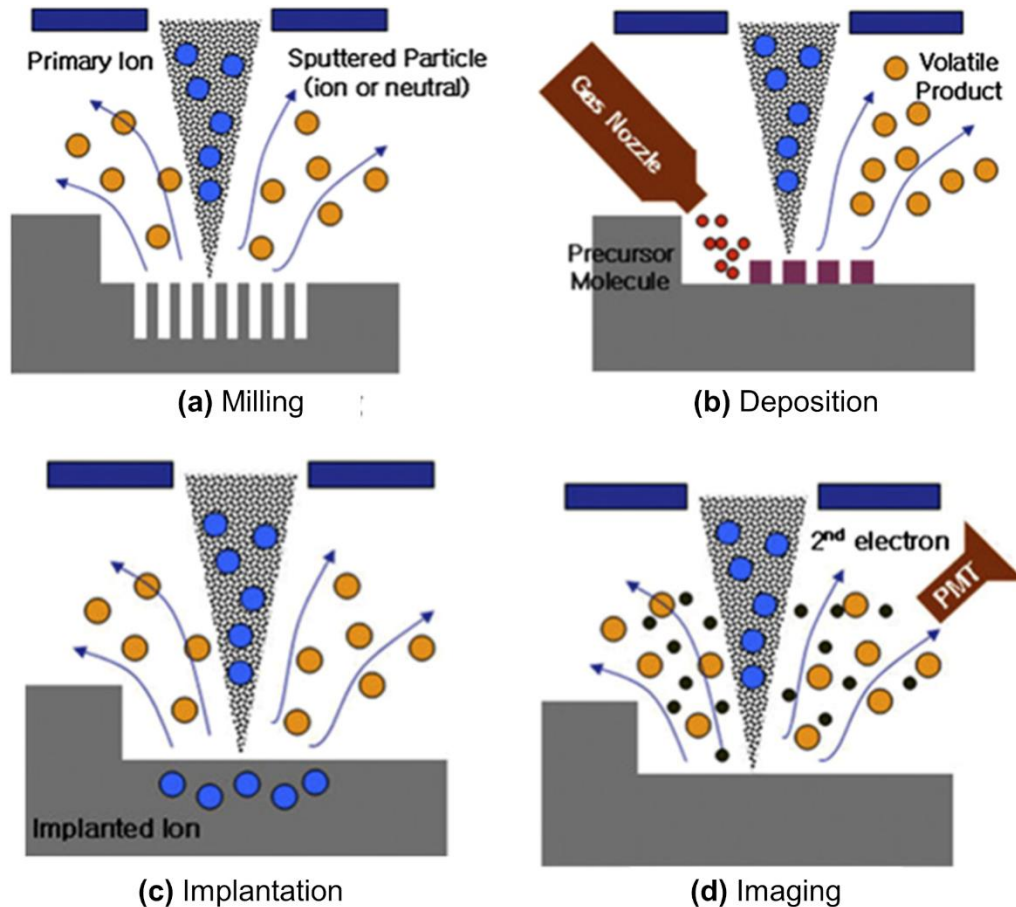 Primary Ion
Sputtered Particle
(ion or neutral)
(a) Milling
Gas Nozzle
Volatile
Product
Precursor
Molecule
(b) Deposition
Implanted Ion
(c) Implantation
2nd electron
PMT
(d) Imaging